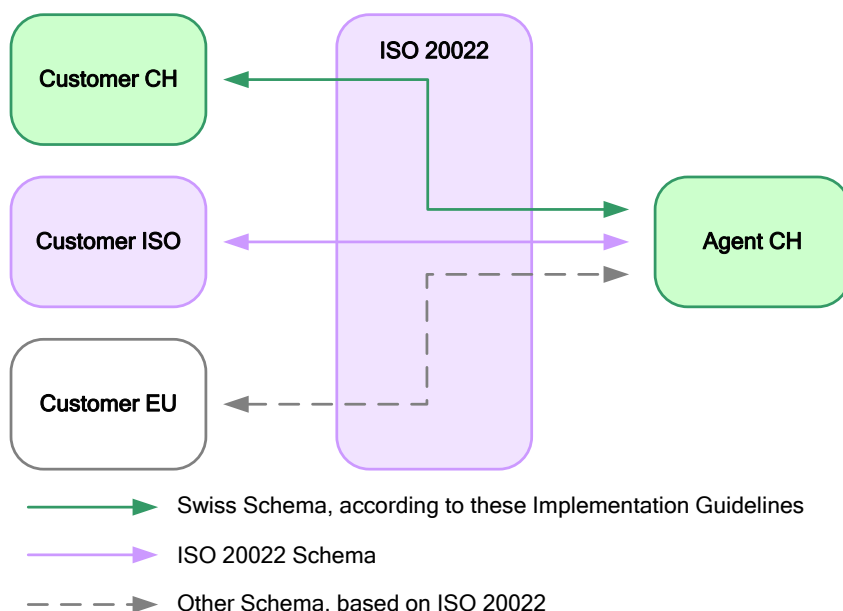 ISO 20022
Customer CH
Customer ISO
Agent CH
Customer EU
Swiss Schema, according to these Implementation Guidelines
ISO 20022 Schema
Other Schema, based on ISO 20022